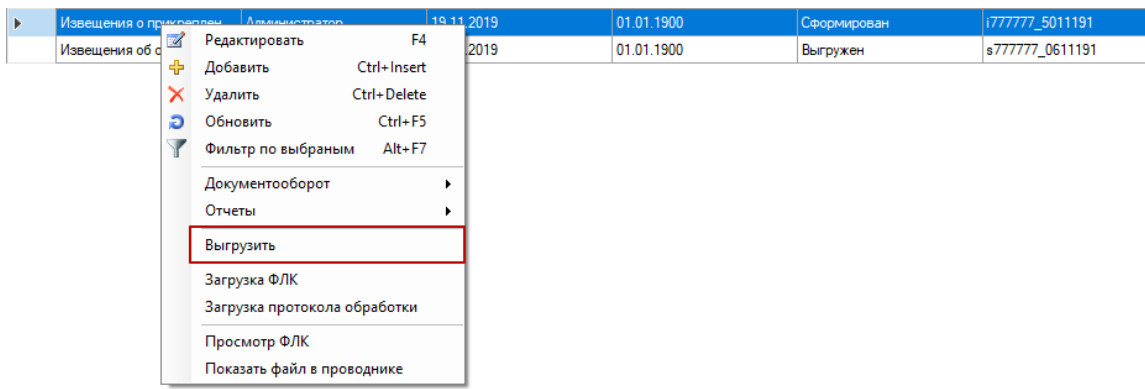 Извещения о прикреплен... Администратор 19.11.2019 01.01.1900 Сформирован i777777_5011191
Извещения об о .2019 01.01.1900 Выгружен s777777_0611191
Редактировать F4
Добавить Ctrl+Insert
Удалить Ctrl+Delete
Обновить Ctrl+F5
Фильтр по выбраным Alt+F7
Документооборот
Отчеты
Выгрузить
Загрузка ФЛК
Загрузка протокола обработки
Просмотр ФЛК
Показать файл в проводнике